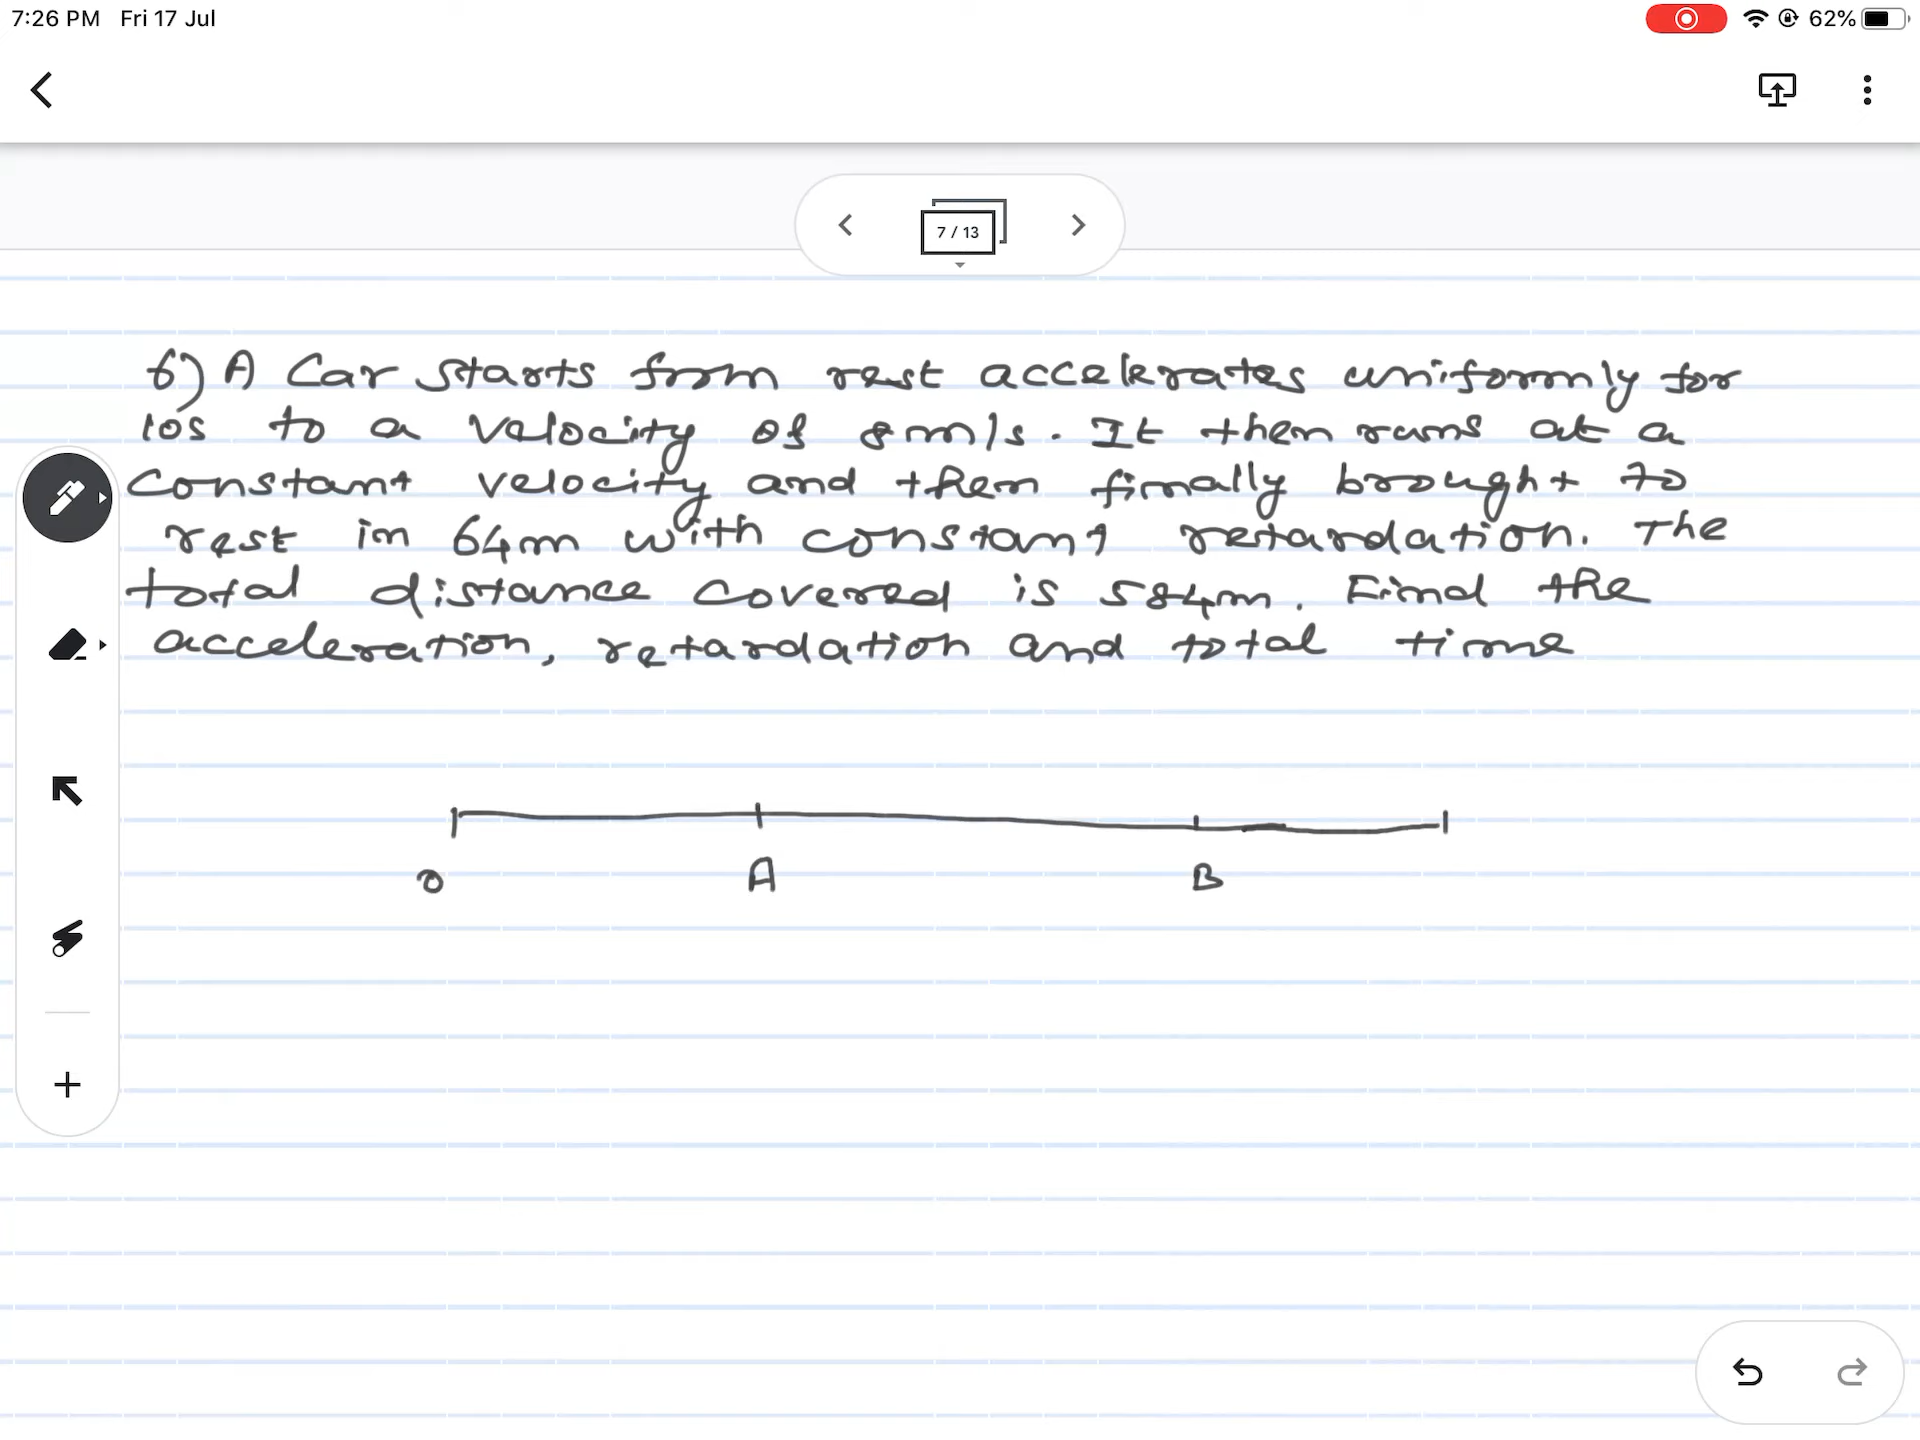 7:26 PM Fri 17 Jul
62%
7 / 13
6) A Car starts from rest accelerates uniformly for
10s to a velocity of 8m/s. It then runs at a
constant velocity and then finally brought to
rest in 64m with constant retardation. The
total distance covered is 584m. Find the
acceleration, retardation and total time
O A B